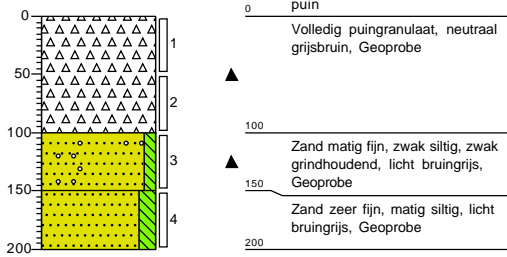 puin
0
0
Volledig puingranulaat, neutraal
grijsbruin, Geoprobe
1
50
2
100
100
Zand matig fijn, zwak siltig, zwak
grindhoudend, licht bruingrijs,
Geoprobe
3
150
150
Zand zeer fijn, matig siltig, licht
bruingrijs, Geoprobe
4
200
200